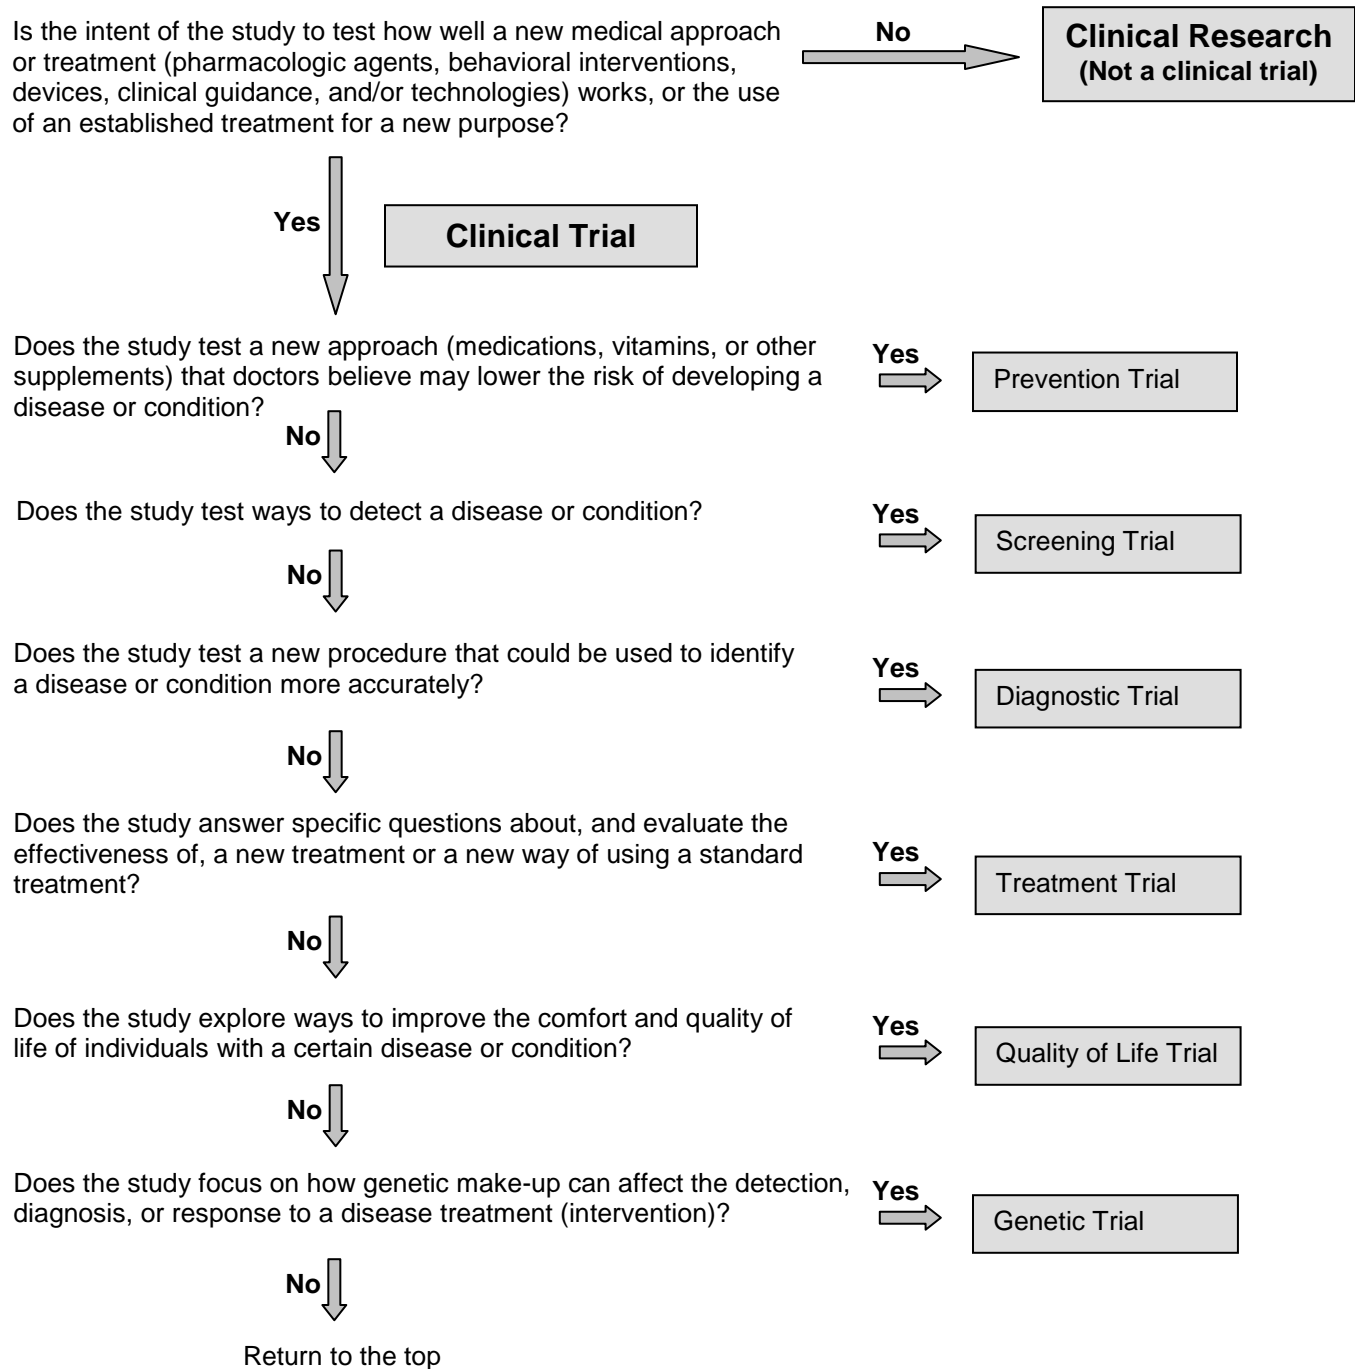 Is the intent of the study to test how well a new medical approach
or treatment (pharmacologic agents, behavioral interventions,
devices, clinical guidance, and/or technologies) works, or the use
of an established treatment for a new purpose?
No
Clinical Research
(Not a clinical trial)
Yes
Clinical Trial
Does the study test a new approach (medications, vitamins, or other
supplements) that doctors believe may lower the risk of developing a
disease or condition?
Yes
Prevention Trial
No
Does the study test ways to detect a disease or condition?
Yes
Screening Trial
No
Does the study test a new procedure that could be used to identify
a disease or condition more accurately?
Yes
Diagnostic Trial
No
Does the study answer specific questions about, and evaluate the
effectiveness of, a new treatment or a new way of using a standard
treatment?
Yes
Treatment Trial
No
Does the study explore ways to improve the comfort and quality of
life of individuals with a certain disease or condition?
Yes
Quality of Life Trial
No
Does the study focus on how genetic make-up can affect the detection,
diagnosis, or response to a disease treatment (intervention)?
Yes
Genetic Trial
No
Return to the top